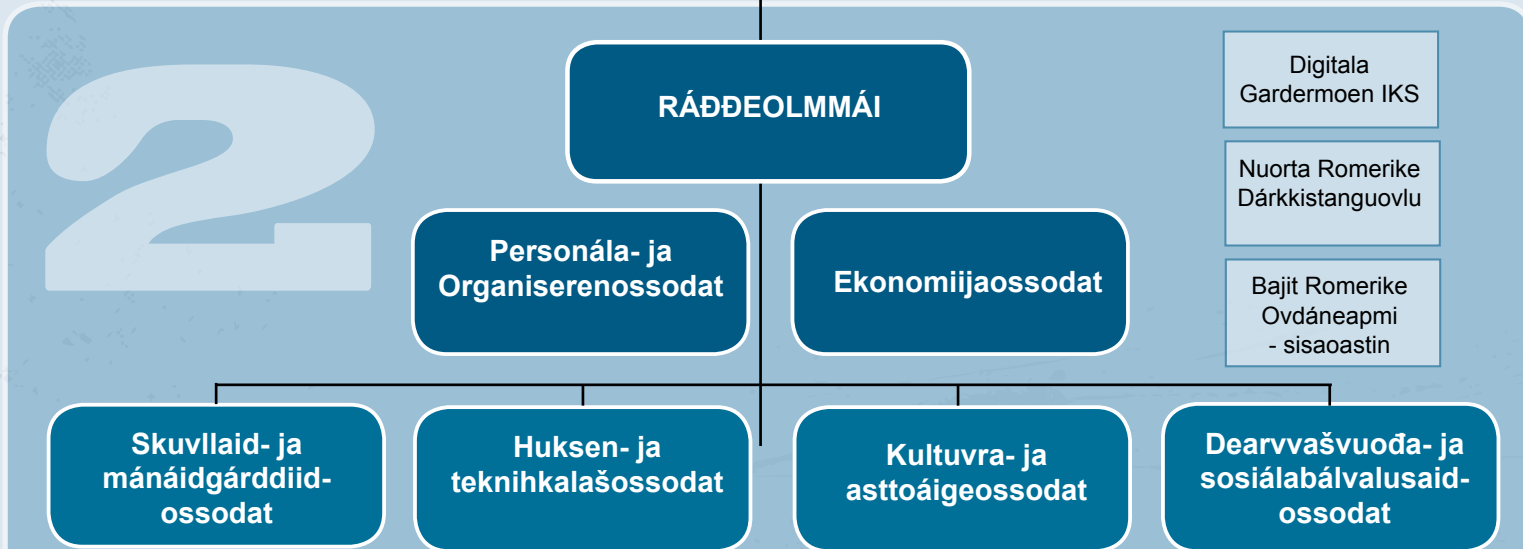 2
RÁĐĐEOLMMÁI
Digitala
Gardermoen IKS
Nuorta Romerike
Dárkkistanguovlu
Bajit Romerike
Ovdáneapmi
- sisaoastin
Personála- ja
Organiserenossodat
Ekonomiijaossodat
Skuvllaid- ja
mánáidgárddiid-
ossodat
Huksen- ja
teknihkalašossodat
Kultuvra- ja
asttoáigeossodat
Dearvvašvuođa- ja
sosiálabálvalusaid-
ossodat